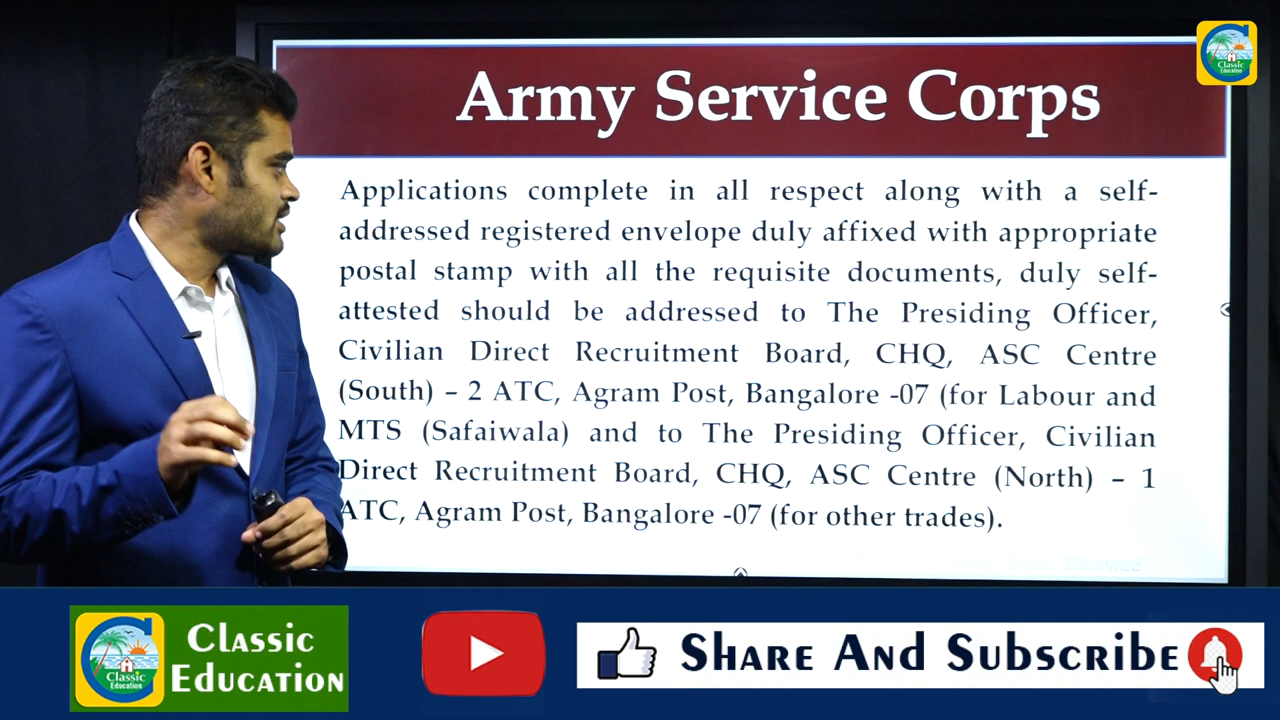 Army Service Corps
Classic
Education
Applications complete in all respect along with a self-
addressed registered envelope duly affixed with appropriate
postal stamp with all the requisite documents, duly self-
attested should be addressed to The Presiding Officer,
Civilian Direct Recruitment Board, CHQ, ASC Centre
(South) – 2 ATC, Agram Post, Bangalore -07 (for Labour and
MTS (Safaiwala) and to The Presiding Officer, Civilian
Direct Recruitment Board, CHQ, ASC Centre (North) – 1
ATC, Agram Post, Bangalore -07 (for other trades).
Classic
Education
Classic
Education
Share And Subscribe